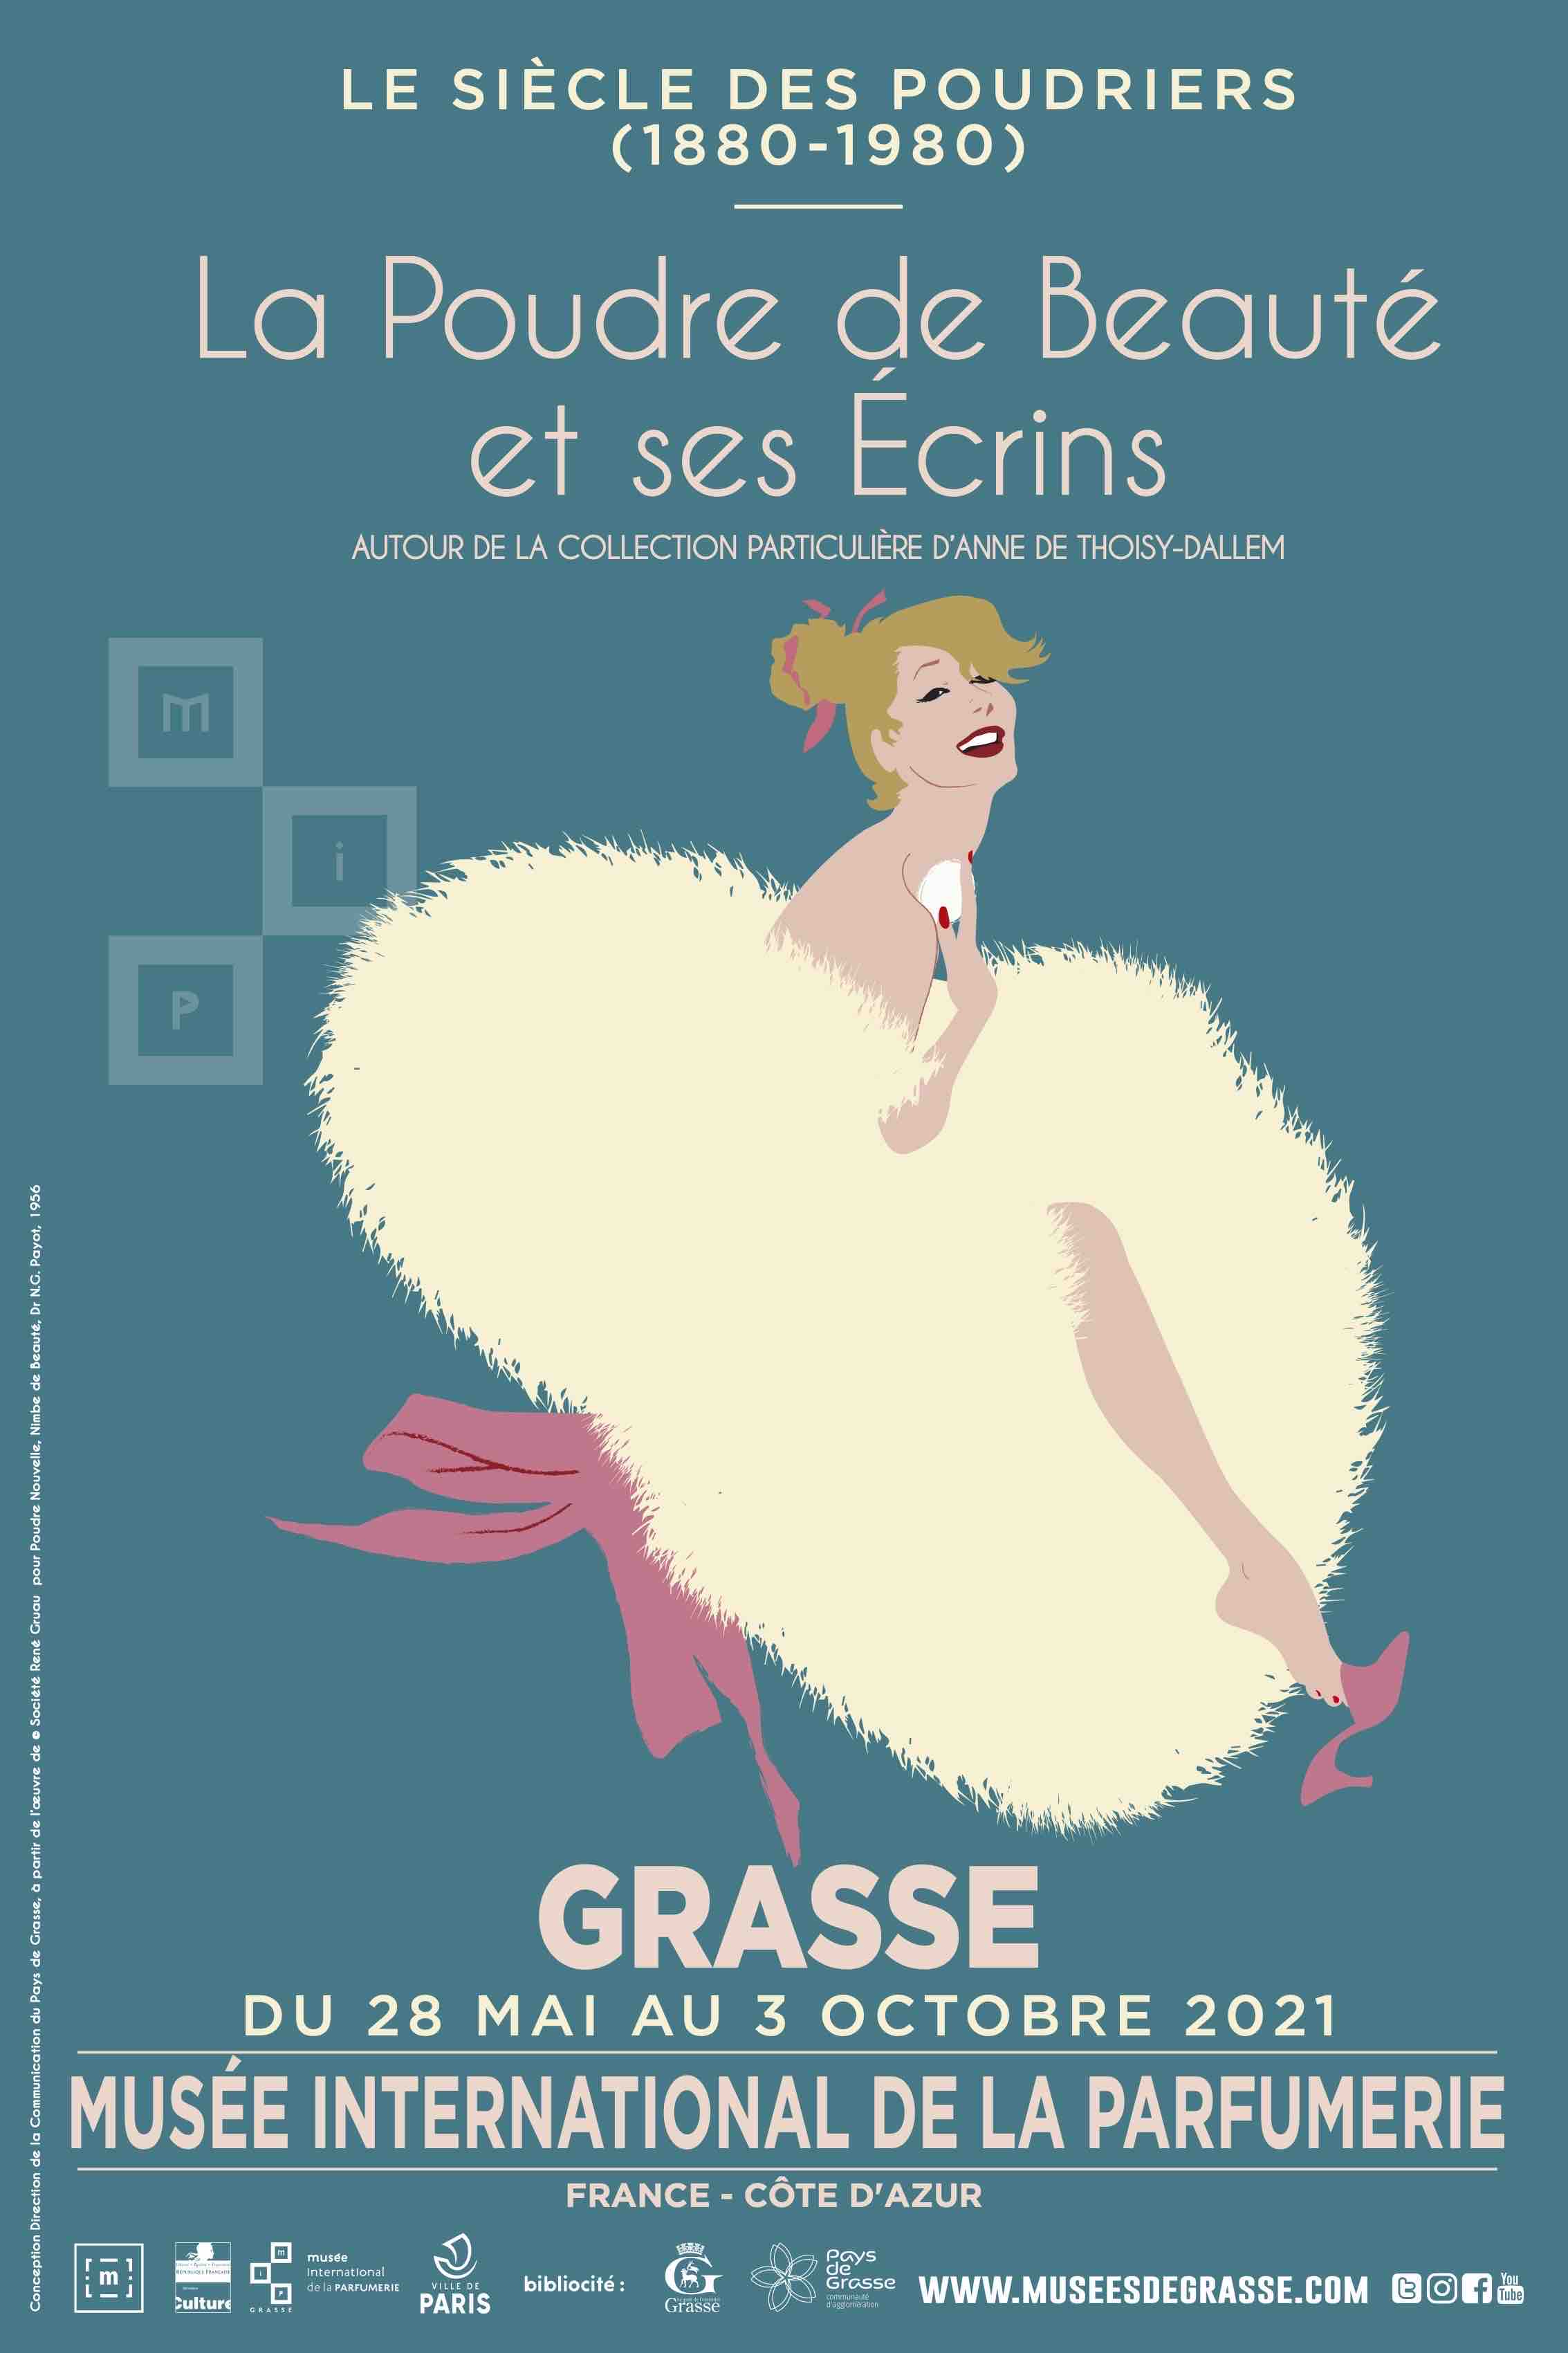 LE SIÈCLE DES POUDRIERS
(1880-1980)
La Poudre de Beauté
et ses Écrins
AUTOUR DE LA COLLECTION PARTICULIÈRE D'ANNE DE THOISY-DALLEM
m
i
P
Conception Direction de la Communication du Pays de Grasse, à partir de l'œuvre de © Société René Gruau pour Poudre Nouvelle, Nimbe de Beauté, Dr N.G. Payot, 1956
GRASSE
DU 28 MAI AU 3 OCTOBRE 2021
MUSÉE INTERNATIONAL DE LA PARFUMERIE
FRANCE - CÔTE D'AZUR
m
RÉPUBLIQUE FRANÇAISE
Culture
m
i
P
GRASSE
musée
international
de la PARFUMERIE
VILLE DE
PARIS
bibliocité :
G
Grasse
Pays
de
Grasse
communauté
d'agglomération
WWW.MUSEESDEGRASSE.COM
You
Tube